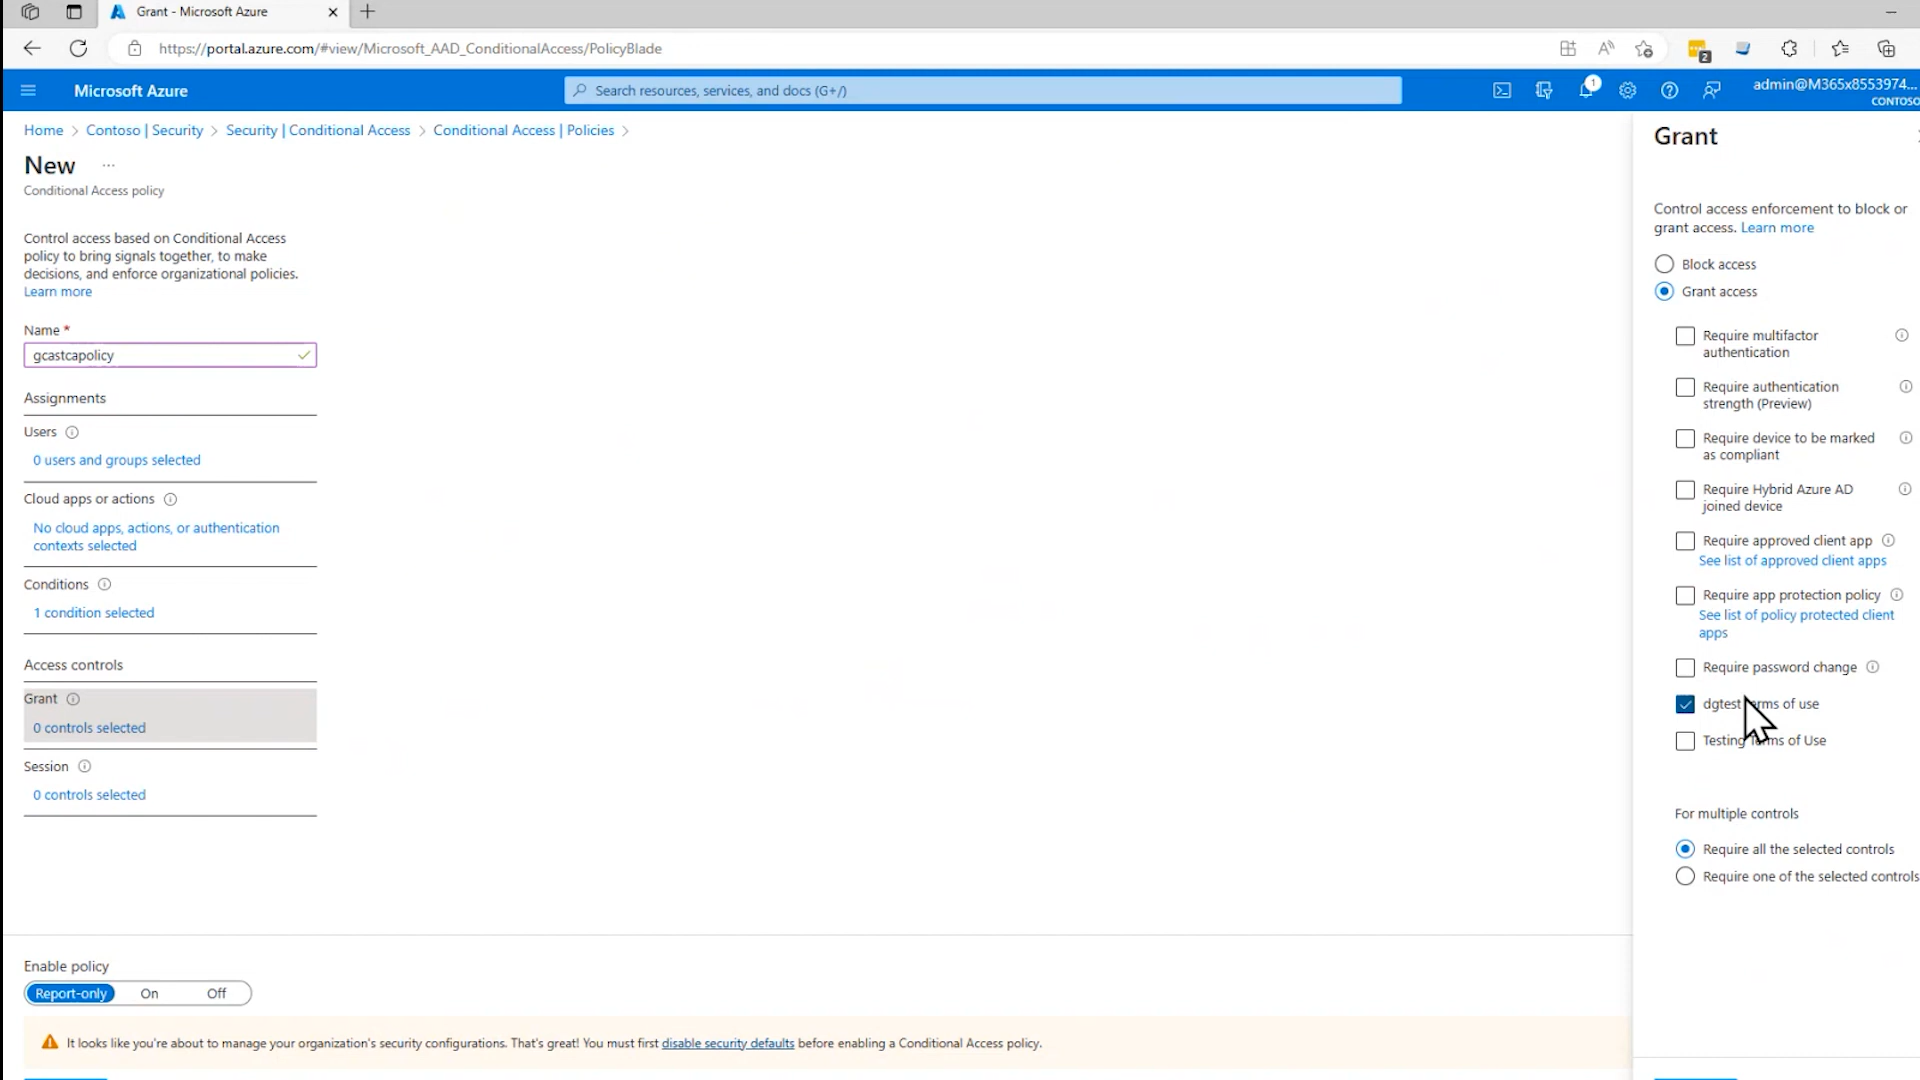 Grant - Microsoft Azure
https://portal.azure.com/#view/Microsoft_AAD_ConditionalAccess/PolicyBlade
2
Microsoft Azure
Search resources, services, and docs (G+/)
1
admin@M365x8553974...
CONTOSO
Home > Contoso | Security > Security | Conditional Access > Conditional Access | Policies >
New ...
Conditional Access policy
Control access based on Conditional Access
policy to bring signals together, to make
decisions, and enforce organizational policies.
Learn more
Name *
gcastcapolicy
Assignments
Users
0 users and groups selected
Cloud apps or actions
No cloud apps, actions, or authentication
contexts selected
Conditions
1 condition selected
Access controls
Grant
0 controls selected
Session
0 controls selected
Enable policy
Report-only On Off
It looks like you're about to manage your organization's security configurations. That's great! You must first disable security defaults before enabling a Conditional Access policy.
Grant
Control access enforcement to block or
grant access. Learn more
Block access
Grant access
Require multifactor
authentication
Require authentication
strength (Preview)
Require device to be marked
as compliant
Require Hybrid Azure AD
joined device
Require approved client app
See list of approved client apps
Require app protection policy
See list of policy protected client
apps
Require password change
dgtest terms of use
Testing Terms of Use
For multiple controls
Require all the selected controls
Require one of the selected controls